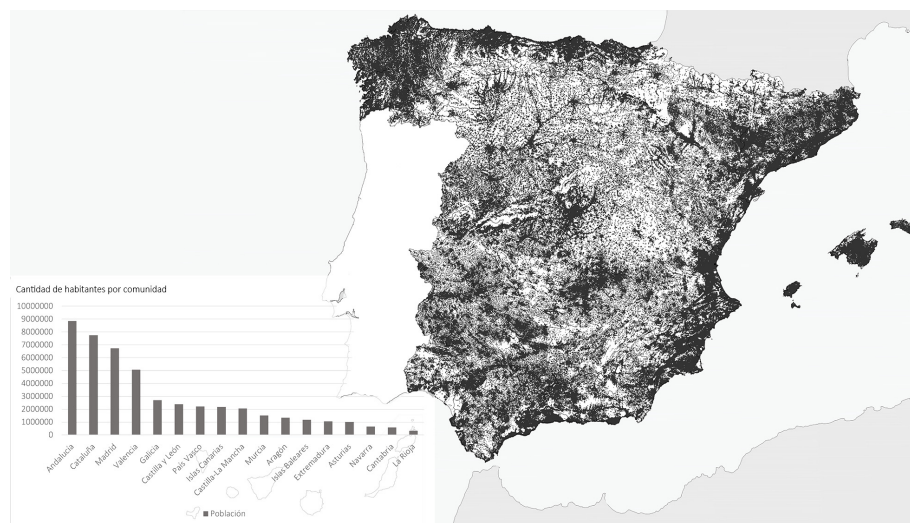 Cantidad de habitantes por comunidad
10000000
9000000
8000000
7000000
6000000
5000000
4000000
3000000
2000000
1000000
0
Andalucía
Cataluña
Madrid
Valencia
Galicia
Castilla y León
País Vasco
Islas Canarias
Castilla-La Mancha
Murcia
Aragón
Islas Baleares
Extremadura
Asturias
Navarra
Cantabria
La Rioja
Población